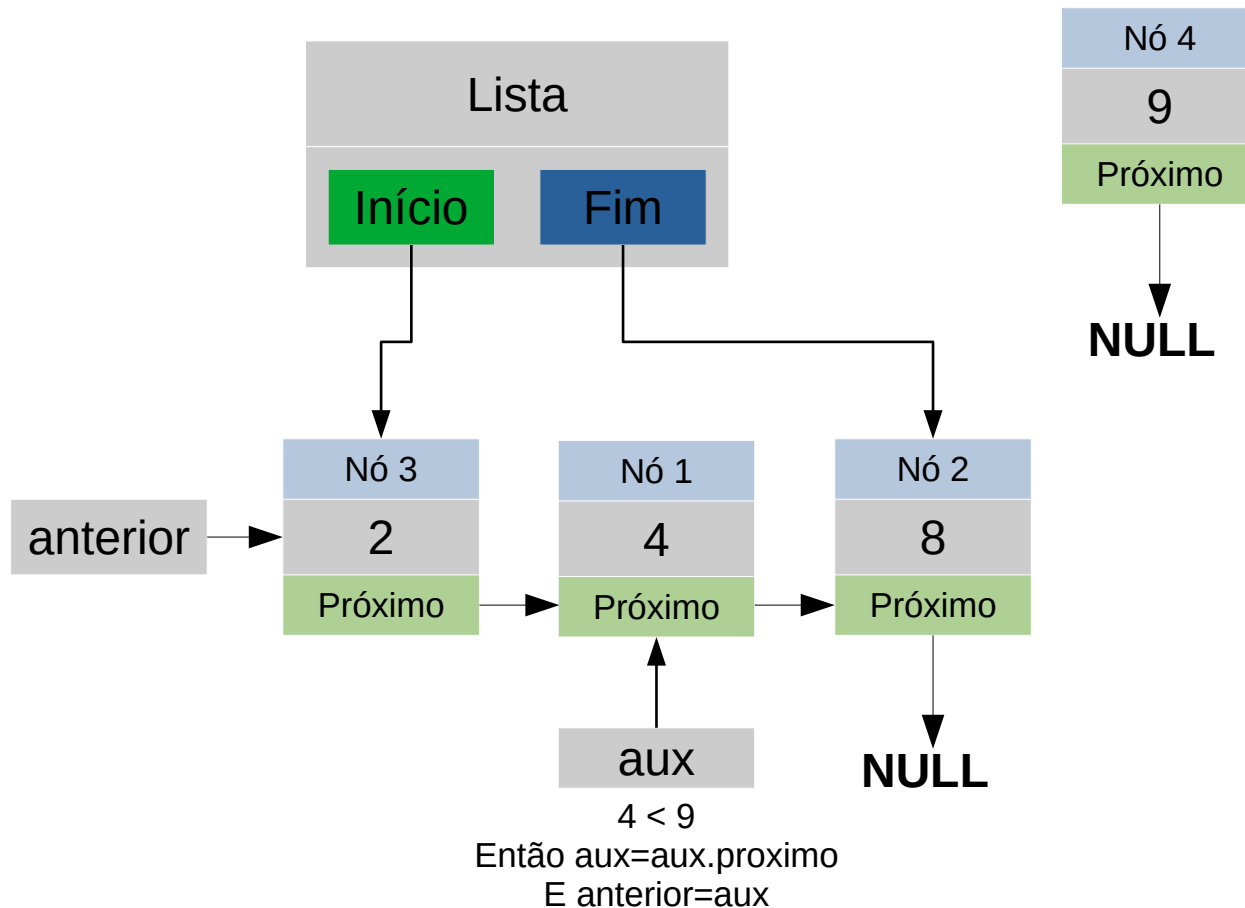 Lista
Início
Fim
Nó 4
9
Próximo
NULL
anterior
Nó 3
2
Próximo
Nó 1
4
Próximo
Nó 2
8
Próximo
NULL
aux
4 < 9
Então aux=aux.proximo
E anterior=aux